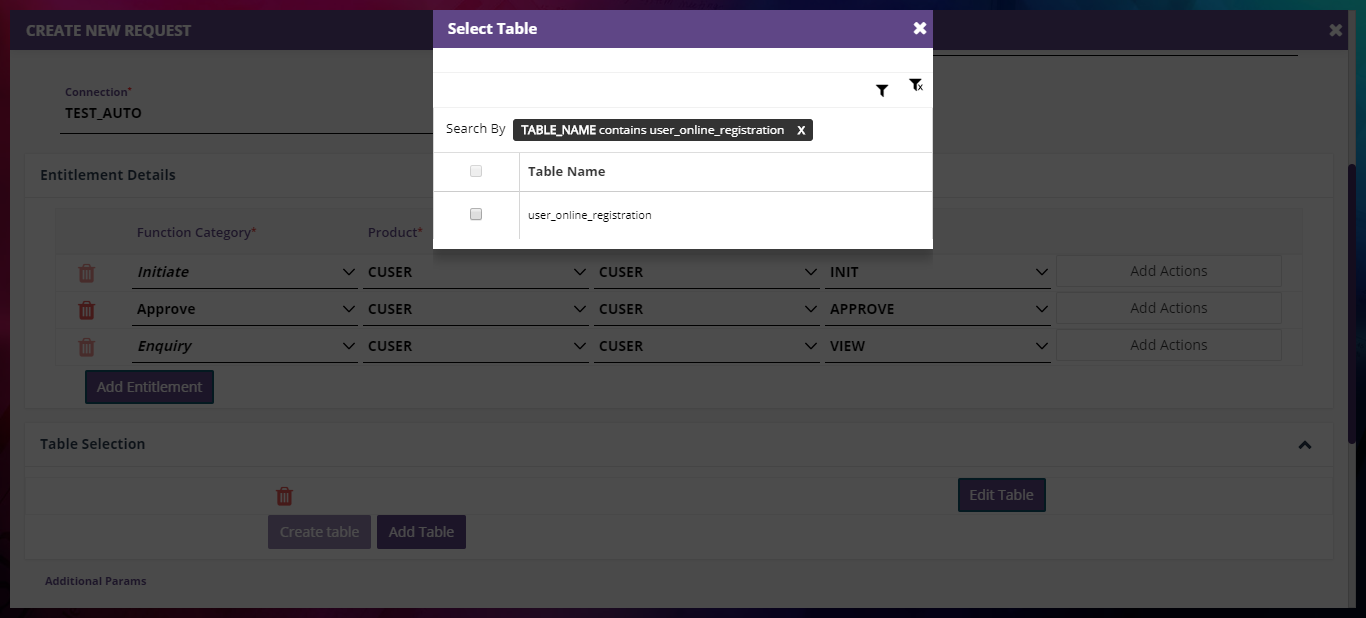 CREATE NEW REQUEST
Select Table
Connection*
TEST_AUTO
Search By TABLE_NAME contains user_online_registration X
Table Name
user_online_registration
Entitlement Details
Function Category* Product*
Initiate CUSER CUSER INIT Add Actions
Approve CUSER CUSER APPROVE Add Actions
Enquiry CUSER CUSER VIEW Add Actions
Add Entitlement
Table Selection
Edit Table
Create table Add Table
Additional Params